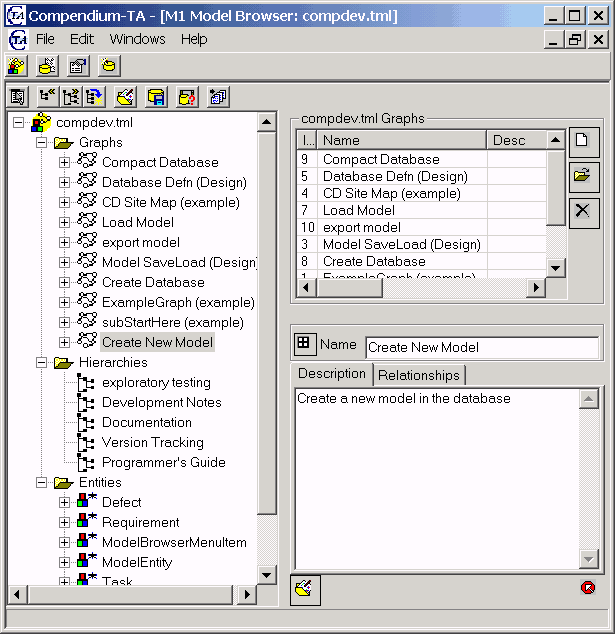 Compendium-TA - [M1 Model Browser: compdev.tml]
File Edit Windows Help
compdev.tml
Graphs
Compact Database
Database Defn (Design)
CD Site Map (example)
Load Model
export model
Model SaveLoad (Design)
Create Database
ExampleGraph (example)
subStartHere (example)
Create New Model
Hierarchies
exploratory testing
Development Notes
Documentation
Version Tracking
Programmer's Guide
Entities
Defect
Requirement
ModelBrowserMenuItem
ModelEntity
Task
compdev.tml Graphs
I... Name Desc
9 Compact Database
5 Database Defn (Design)
4 CD Site Map (example)
7 Load Model
10 export model
3 Model SaveLoad (Design)
8 Create Database
1 ExampleGraph (example)
Name Create New Model
Description Relationships
Create a new model in the database